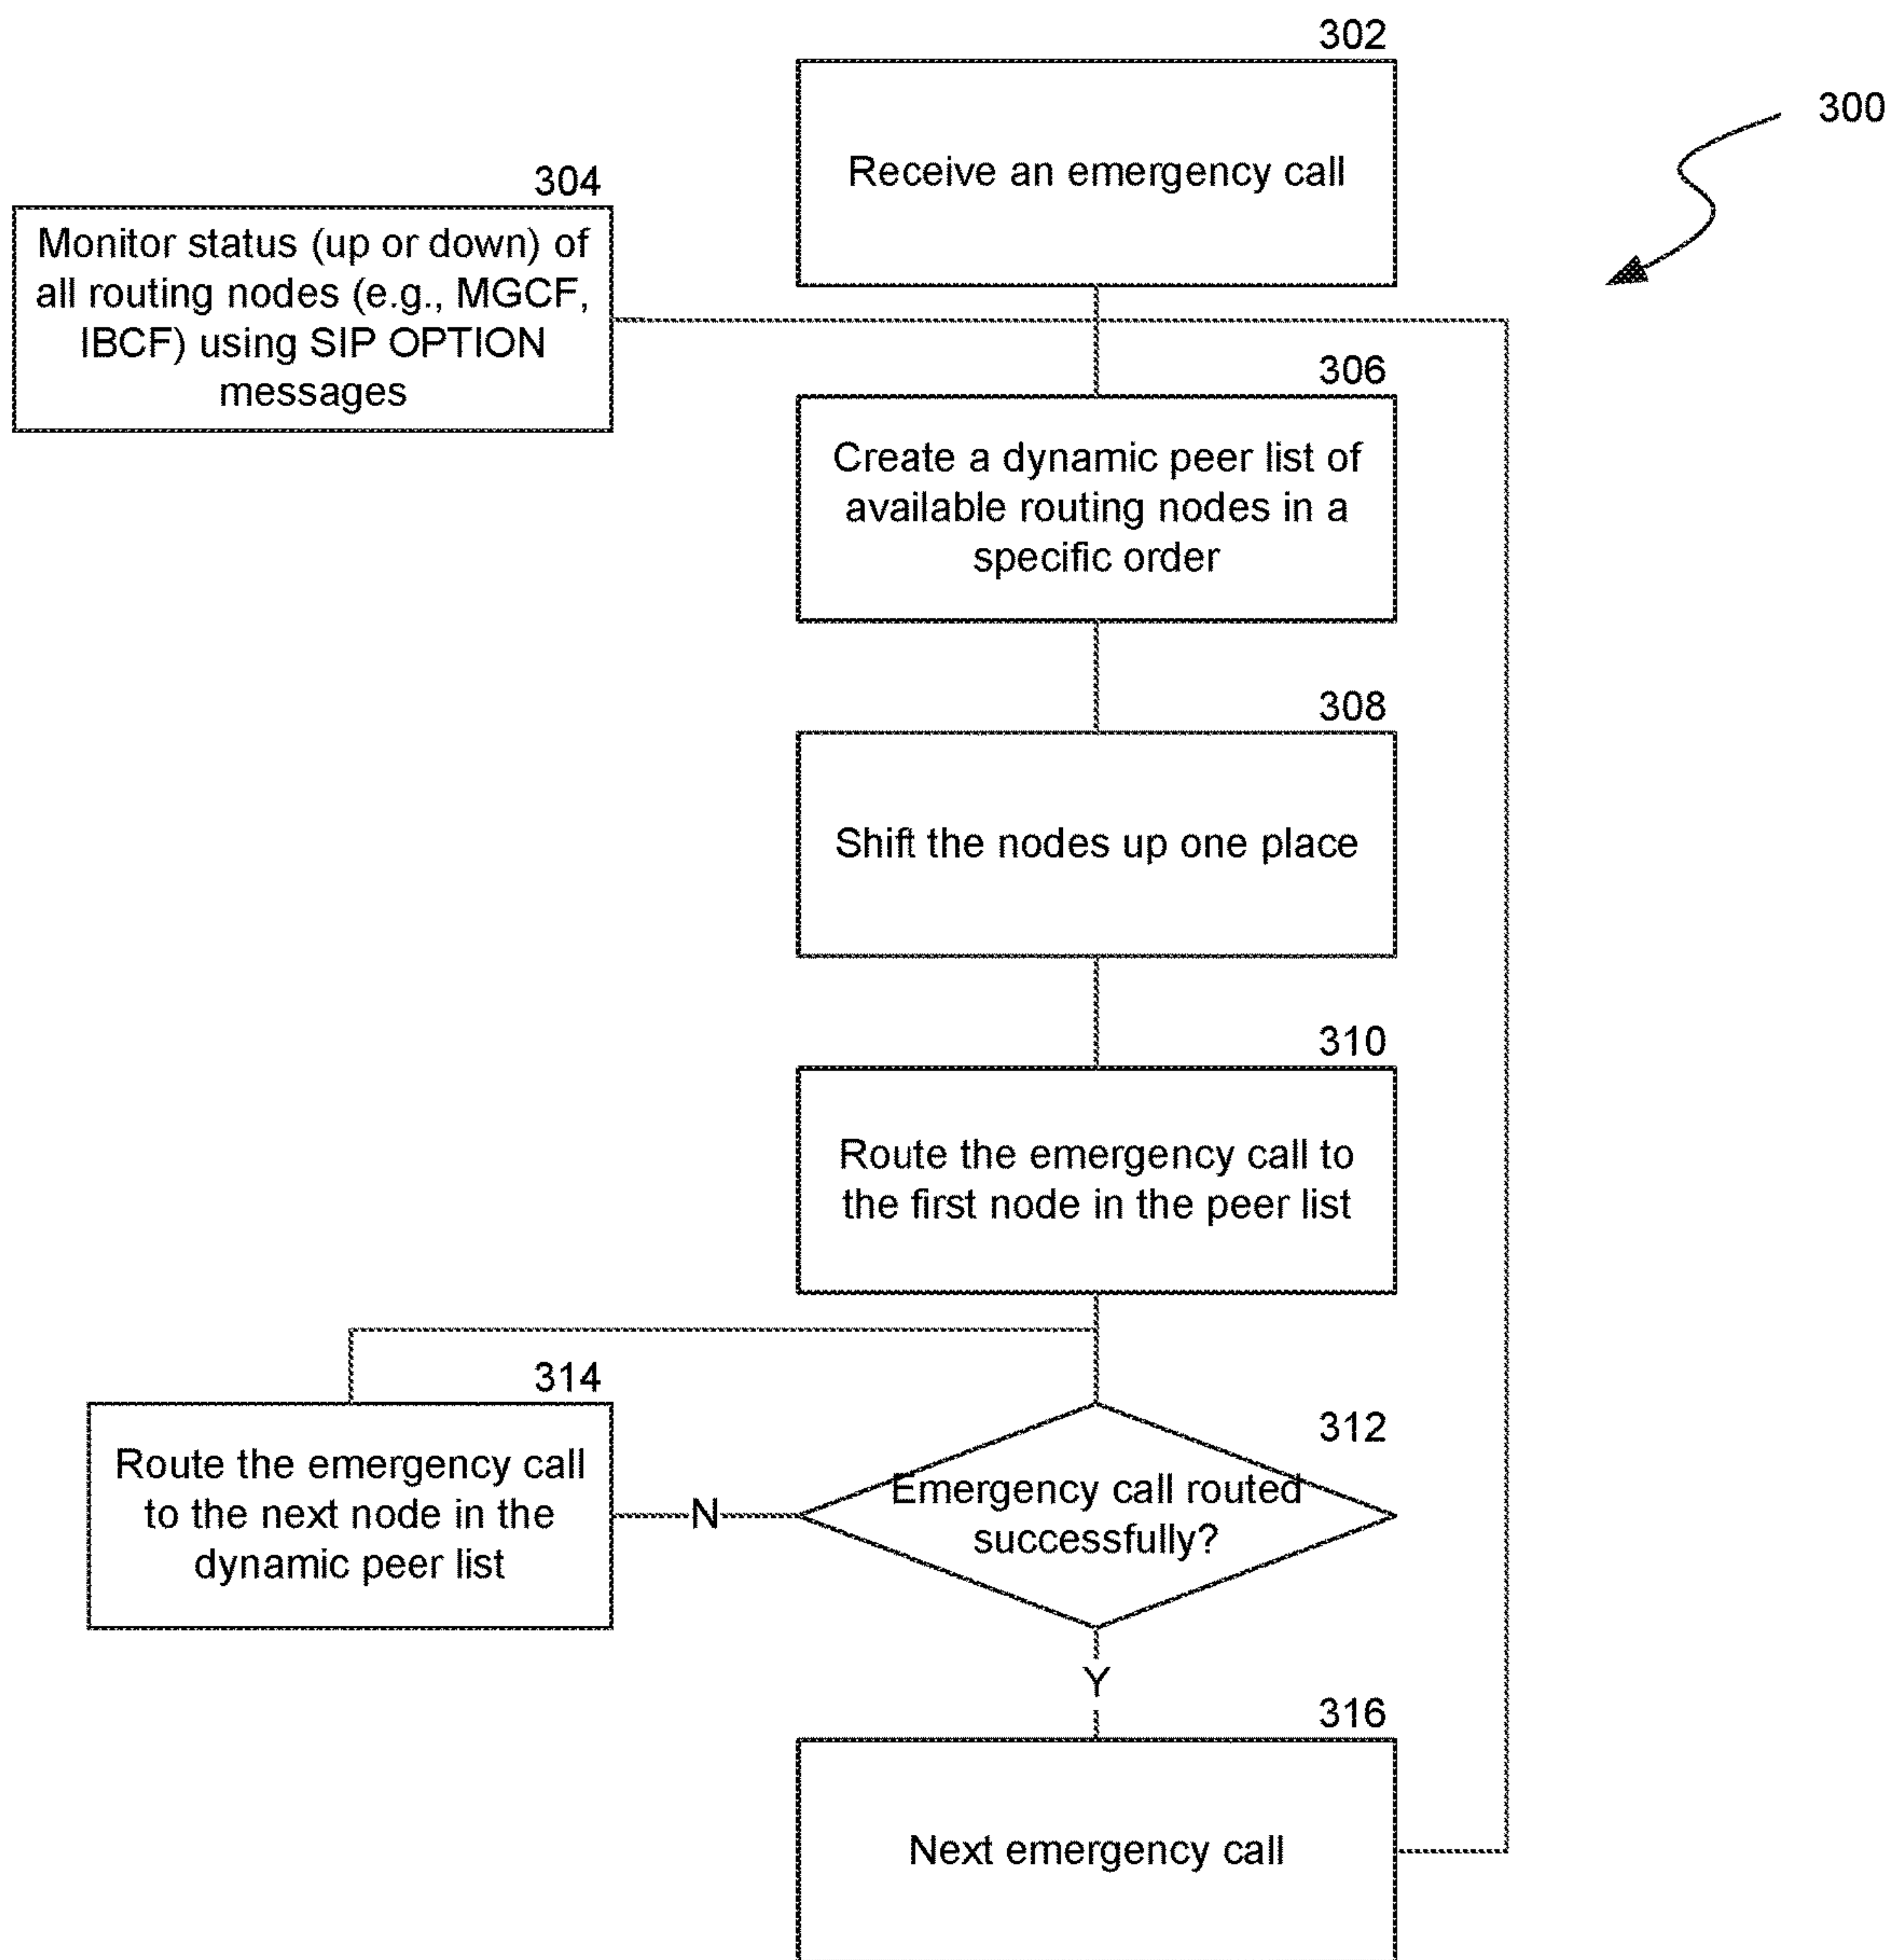 302
Receive an emergency call
300
304
Monitor status (up or down) of
all routing nodes (e.g., MGCF,
IBCF) using SIP OPTION
messages
306
Create a dynamic peer list of
available routing nodes in a
specific order
308
Shift the nodes up one place
310
Route the emergency call to
the first node in the peer list
314
Route the emergency call
to the next node in the
dynamic peer list
N
312
Emergency call routed
successfully?
Y
316
Next emergency call